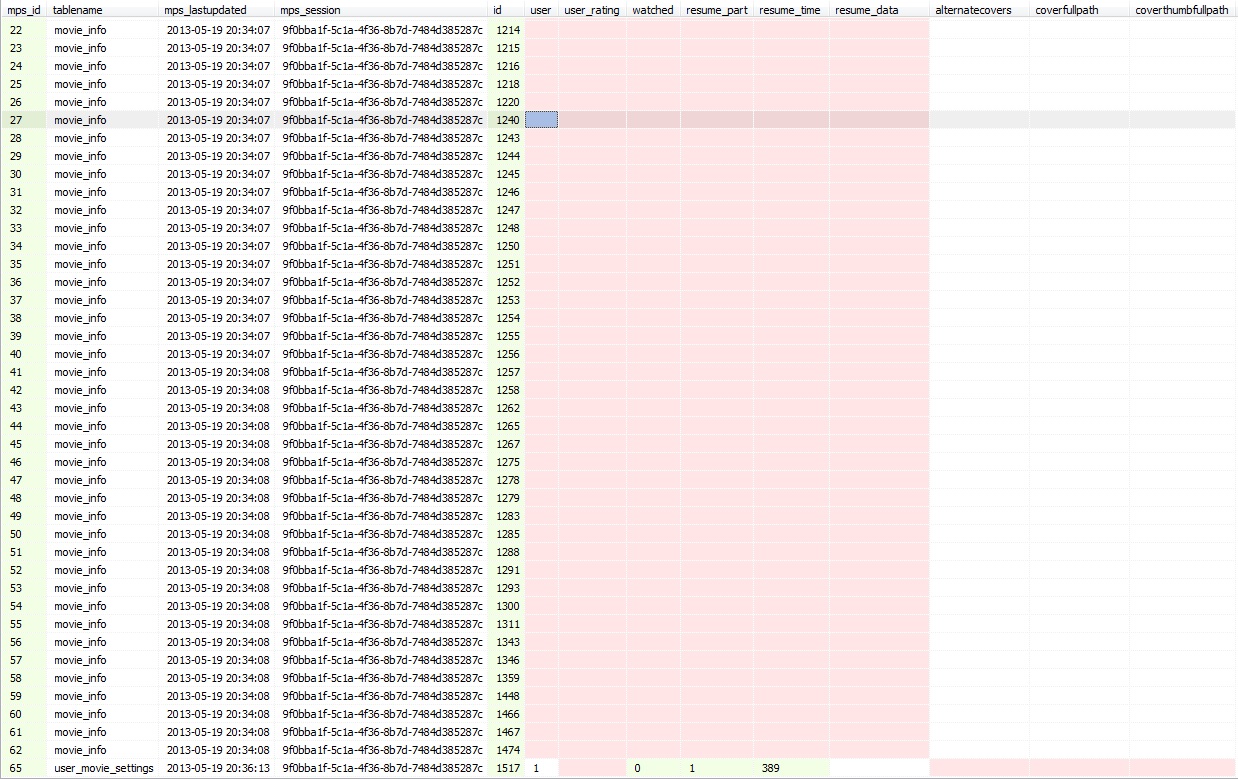 mps_id tablename mps_lastupdated mps_session id user user_rating watched resume_part resume_time resume_data alternatecovers coverfullpath coverthumbfullpath
22 movie_info 2013-05-19 20:34:07 9f0bba1f-5c1a-4f36-8b7d-7484d385287c 1214
23 movie_info 2013-05-19 20:34:07 9f0bba1f-5c1a-4f36-8b7d-7484d385287c 1215
24 movie_info 2013-05-19 20:34:07 9f0bba1f-5c1a-4f36-8b7d-7484d385287c 1216
25 movie_info 2013-05-19 20:34:07 9f0bba1f-5c1a-4f36-8b7d-7484d385287c 1218
26 movie_info 2013-05-19 20:34:07 9f0bba1f-5c1a-4f36-8b7d-7484d385287c 1220
27 movie_info 2013-05-19 20:34:07 9f0bba1f-5c1a-4f36-8b7d-7484d385287c 1240
28 movie_info 2013-05-19 20:34:07 9f0bba1f-5c1a-4f36-8b7d-7484d385287c 1243
29 movie_info 2013-05-19 20:34:07 9f0bba1f-5c1a-4f36-8b7d-7484d385287c 1244
30 movie_info 2013-05-19 20:34:07 9f0bba1f-5c1a-4f36-8b7d-7484d385287c 1245
31 movie_info 2013-05-19 20:34:07 9f0bba1f-5c1a-4f36-8b7d-7484d385287c 1246
32 movie_info 2013-05-19 20:34:07 9f0bba1f-5c1a-4f36-8b7d-7484d385287c 1247
33 movie_info 2013-05-19 20:34:07 9f0bba1f-5c1a-4f36-8b7d-7484d385287c 1248
34 movie_info 2013-05-19 20:34:07 9f0bba1f-5c1a-4f36-8b7d-7484d385287c 1250
35 movie_info 2013-05-19 20:34:07 9f0bba1f-5c1a-4f36-8b7d-7484d385287c 1251
36 movie_info 2013-05-19 20:34:07 9f0bba1f-5c1a-4f36-8b7d-7484d385287c 1252
37 movie_info 2013-05-19 20:34:07 9f0bba1f-5c1a-4f36-8b7d-7484d385287c 1253
38 movie_info 2013-05-19 20:34:07 9f0bba1f-5c1a-4f36-8b7d-7484d385287c 1254
39 movie_info 2013-05-19 20:34:07 9f0bba1f-5c1a-4f36-8b7d-7484d385287c 1255
40 movie_info 2013-05-19 20:34:07 9f0bba1f-5c1a-4f36-8b7d-7484d385287c 1256
41 movie_info 2013-05-19 20:34:08 9f0bba1f-5c1a-4f36-8b7d-7484d385287c 1257
42 movie_info 2013-05-19 20:34:08 9f0bba1f-5c1a-4f36-8b7d-7484d385287c 1258
43 movie_info 2013-05-19 20:34:08 9f0bba1f-5c1a-4f36-8b7d-7484d385287c 1262
44 movie_info 2013-05-19 20:34:08 9f0bba1f-5c1a-4f36-8b7d-7484d385287c 1265
45 movie_info 2013-05-19 20:34:08 9f0bba1f-5c1a-4f36-8b7d-7484d385287c 1267
46 movie_info 2013-05-19 20:34:08 9f0bba1f-5c1a-4f36-8b7d-7484d385287c 1275
47 movie_info 2013-05-19 20:34:08 9f0bba1f-5c1a-4f36-8b7d-7484d385287c 1278
48 movie_info 2013-05-19 20:34:08 9f0bba1f-5c1a-4f36-8b7d-7484d385287c 1279
49 movie_info 2013-05-19 20:34:08 9f0bba1f-5c1a-4f36-8b7d-7484d385287c 1283
50 movie_info 2013-05-19 20:34:08 9f0bba1f-5c1a-4f36-8b7d-7484d385287c 1285
51 movie_info 2013-05-19 20:34:08 9f0bba1f-5c1a-4f36-8b7d-7484d385287c 1288
52 movie_info 2013-05-19 20:34:08 9f0bba1f-5c1a-4f36-8b7d-7484d385287c 1291
53 movie_info 2013-05-19 20:34:08 9f0bba1f-5c1a-4f36-8b7d-7484d385287c 1293
54 movie_info 2013-05-19 20:34:08 9f0bba1f-5c1a-4f36-8b7d-7484d385287c 1300
55 movie_info 2013-05-19 20:34:08 9f0bba1f-5c1a-4f36-8b7d-7484d385287c 1311
56 movie_info 2013-05-19 20:34:08 9f0bba1f-5c1a-4f36-8b7d-7484d385287c 1343
57 movie_info 2013-05-19 20:34:08 9f0bba1f-5c1a-4f36-8b7d-7484d385287c 1346
58 movie_info 2013-05-19 20:34:08 9f0bba1f-5c1a-4f36-8b7d-7484d385287c 1359
59 movie_info 2013-05-19 20:34:08 9f0bba1f-5c1a-4f36-8b7d-7484d385287c 1448
60 movie_info 2013-05-19 20:34:08 9f0bba1f-5c1a-4f36-8b7d-7484d385287c 1466
61 movie_info 2013-05-19 20:34:08 9f0bba1f-5c1a-4f36-8b7d-7484d385287c 1467
62 movie_info 2013-05-19 20:34:08 9f0bba1f-5c1a-4f36-8b7d-7484d385287c 1474
65 user_movie_settings 2013-05-19 20:36:13 9f0bba1f-5c1a-4f36-8b7d-7484d385287c 1517 1 0 1 389